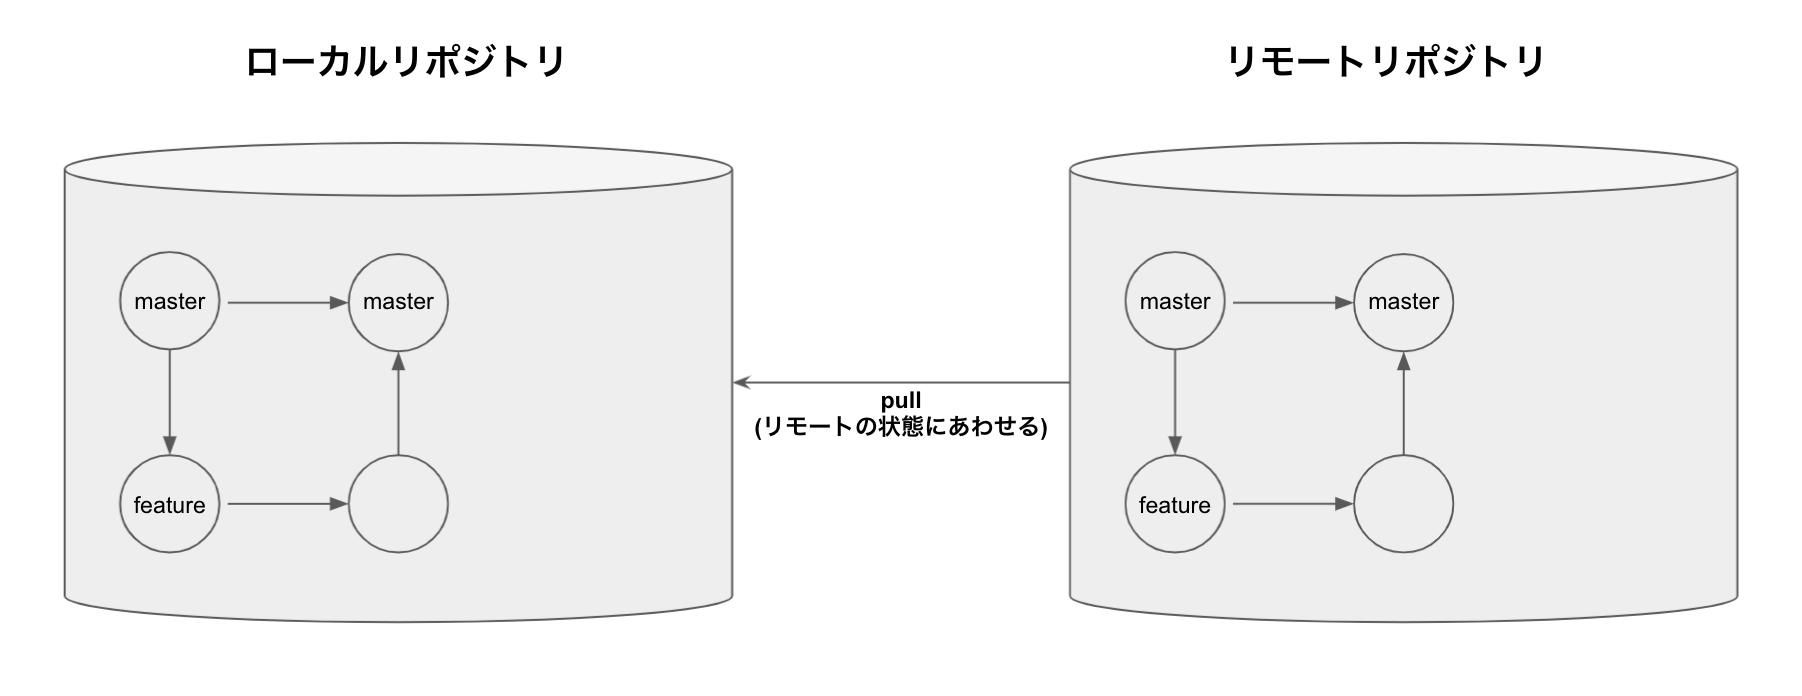 ローカルリポジトリ
リモートリポジトリ
master
master
feature
pull
(リモートの状態にあわせる)
master
master
feature